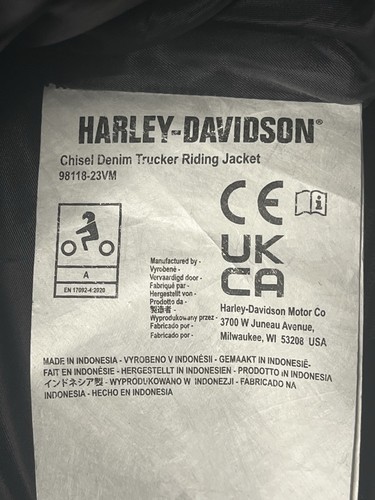 HARLEY-DAVIDSON®
Chisel Denim Trucker Riding Jacket
98118-23VM
CE
i
UK
CA
A
EN 17092-4:2020
Manufactured by -
Vyrobené -
Vervaardigd door -
Fabriqué par -
Hergestellt von -
Prodotto da -
製造者 -
Wyprodukowany przez -
Fabricado por -
Fabricado por -
Harley-Davidson Motor Co
3700 W Juneau Avenue,
Milwaukee, WI 53208 USA
MADE IN INDONESIA - VYROBENO V INDONÉSII - GEMAAKT IN INDONESIË-
FAIT EN INDONÉSIE - HERGESTELLT IN INDONESIEN - PRODOTTO IN INDONESIA
インドネシア製 - WYPRODUKOWANO W INDONEZJI - FABRICADO NA
INDONESIA - HECHO EN INDONESIA